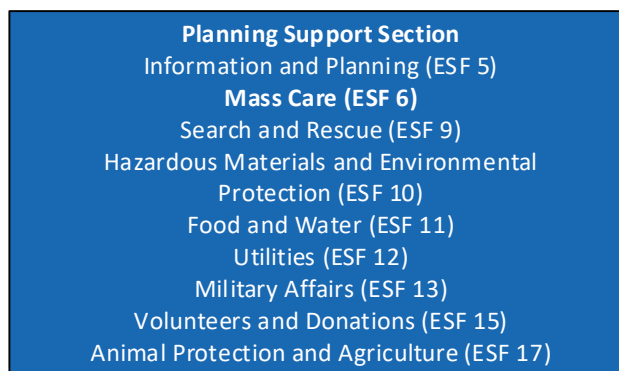 Planning Support Section
Information and Planning (ESF 5)
Mass Care (ESF 6)
Search and Rescue (ESF 9)
Hazardous Materials and Environmental
Protection (ESF 10)
Food and Water (ESF 11)
Utilities (ESF 12)
Military Affairs (ESF 13)
Volunteers and Donations (ESF 15)
Animal Protection and Agriculture (ESF 17)